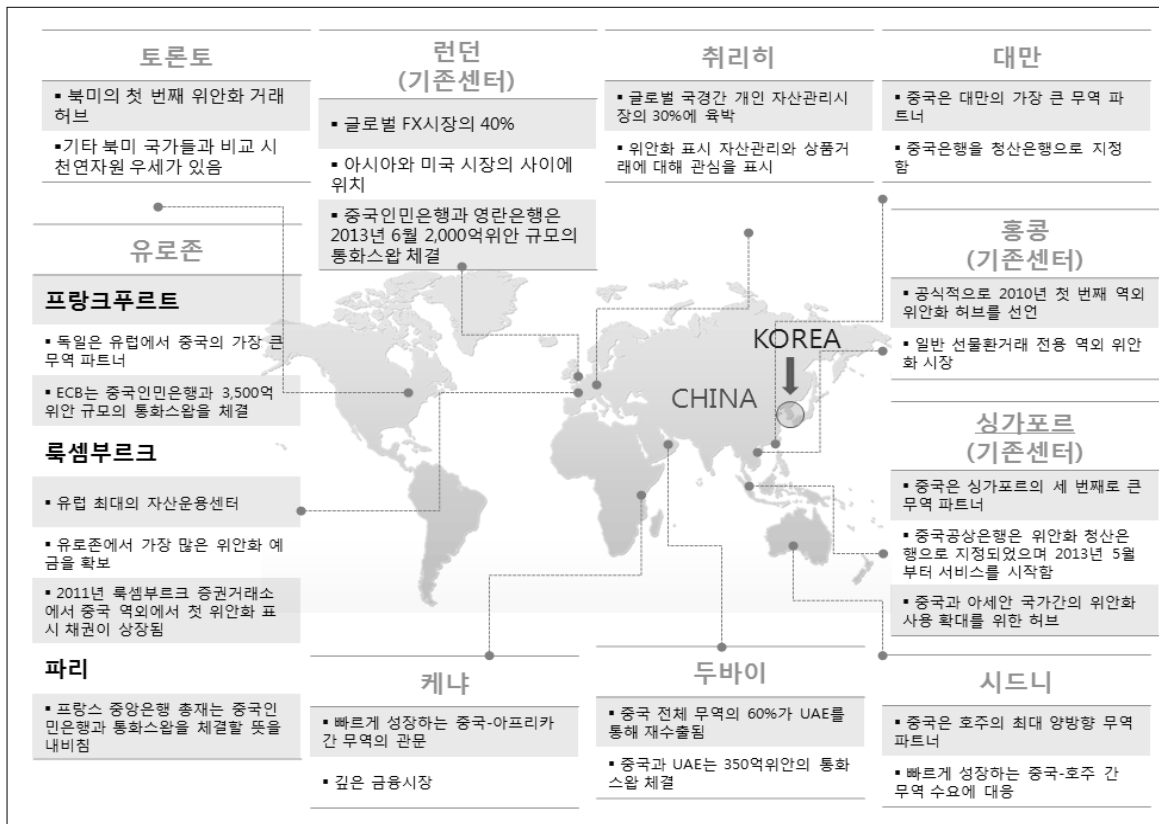 토론토
▪ 북미의 첫 번째 위안화 거래
허브
▪기타 북미 국가들과 비교 시
천연자원 우세가 있음
런던
(기존센터)
▪ 글로벌 FX시장의 40%
▪ 아시아와 미국 시장의 사이에
위치
▪ 중국인민은행과 영란은행은
2013년 6월 2,000억위안 규모의
통화스왑 체결
취리히
▪ 글로벌 국경간 개인 자산관리시
장의 30%에 육박
▪ 위안화 표시 자산관리와 상품거
래에 대해 관심을 표시
대만
▪ 중국은 대만의 가장 큰 무역 파
트너
▪ 중국은행을 청산은행으로 지정
함
유로존
프랑크푸르트
▪ 독일은 유럽에서 중국의 가장 큰
무역 파트너
▪ ECB는 중국인민은행과 3,500억
위안 규모의 통화스왑을 체결
룩셈부르크
▪ 유럽 최대의 자산운용센터
▪ 유로존에서 가장 많은 위안화 예
금을 확보
▪ 2011년 룩셈부르크 증권거래소
에서 중국 역외에서 첫 위안화 표
시 채권이 상장됨
파리
▪ 프랑스 중앙은행 총재는 중국인
민은행과 통화스왑을 체결할 뜻을
내비침
KOREA
CHINA
홍콩
(기존센터)
▪ 공식적으로 2010년 첫 번째 역외
위안화 허브를 선언
▪ 일반 선물환거래 전용 역외 위안
화 시장
싱가포르
(기존센터)
▪ 중국은 싱가포르의 세 번째로 큰
무역 파트너
▪ 중국공상은행은 위안화 청산은
행으로 지정되었으며 2013년 5월
부터 서비스를 시작함
▪ 중국과 아세안 국가간의 위안화
사용 확대를 위한 허브
케냐
▪ 빠르게 성장하는 중국-아프리카
간 무역의 관문
▪ 깊은 금융시장
두바이
▪ 중국 전체 무역의 60%가 UAE를
통해 재수출됨
▪ 중국과 UAE는 350억위안의 통화
스왑 체결
시드니
▪ 중국은 호주의 최대 양방향 무역
파트너
▪ 빠르게 성장하는 중국-호주 간
무역 수요에 대응